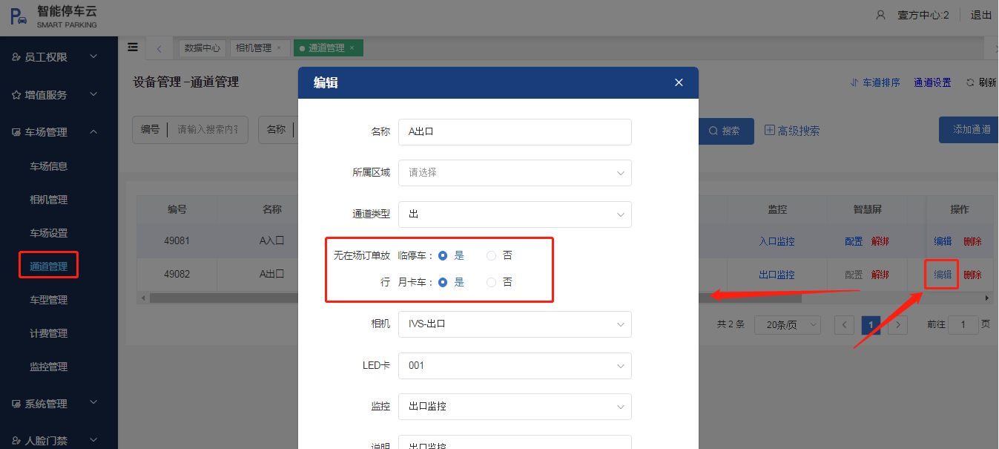 智能停车云
SMART PARKING
壹方中心:2
退出
员工权限
增值服务
车场管理
车场信息
相机管理
车场设置
通道管理
车型管理
计费管理
监控管理
系统管理
人脸门禁
数据中心
相机管理 ×
通道管理 ×
设备管理 -通道管理
车道排序
通道设置
刷新
编号
请输入搜索内容
名称
搜索
高级搜索
添加通道
编号 名称 监控 智慧屏 操作
49081 A入口 入口监控 配置 解绑 编辑 删除
49082 A出口 出口监控 配置 解绑 编辑 删除
共 2 条 20条/页 1 前往 1 页
编辑
名称 A出口
所属区域 请选择
通道类型 出
无在场订单放 临停车： 是 否
行 月卡车： 是 否
相机 IVS-出口
LED卡 001
监控 出口监控
说明 出口监控